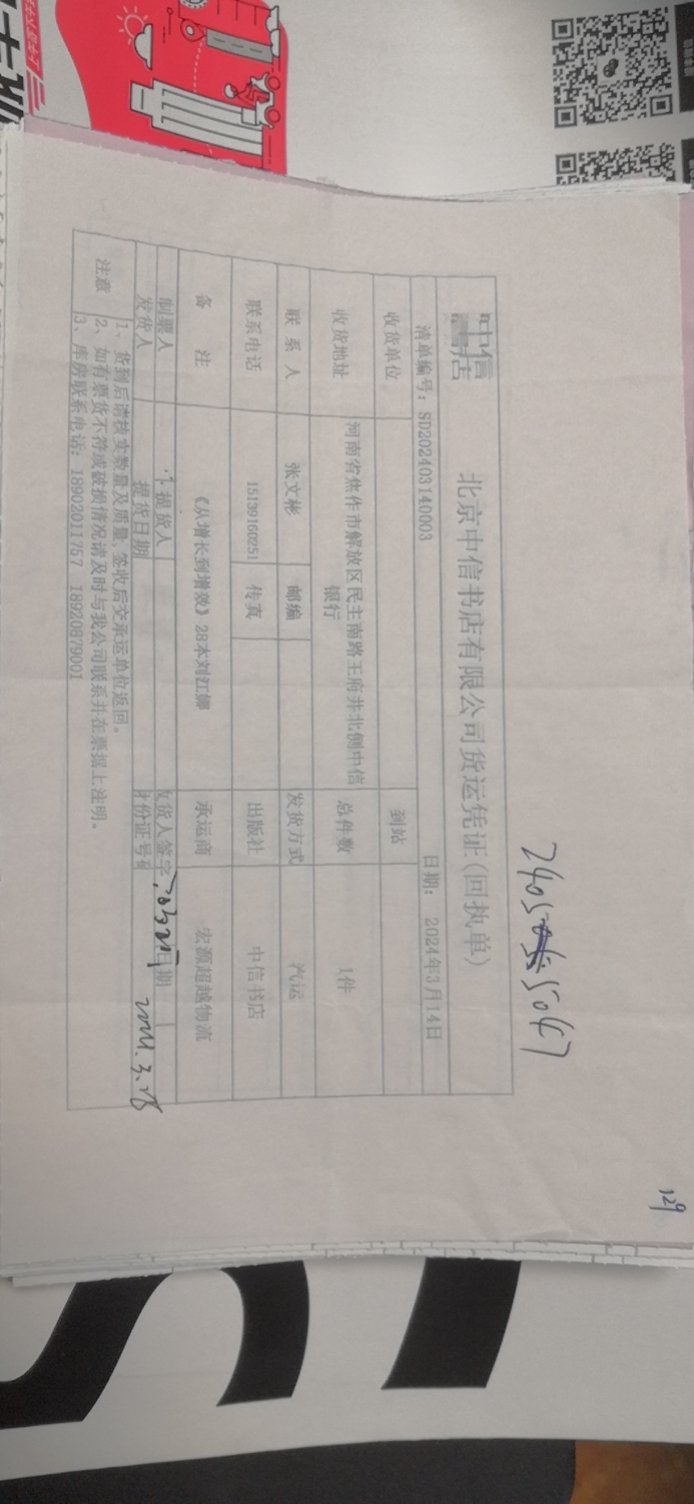 中信书店
北京中信书店有限公司货运凭证(回执单)
清单编号：SD202403140003 日期： 2024年3月14日
收货单位 到站
收货地址 河南省焦作市解放区民主南路王府井北侧中信银行 总件数 1件
联系人 张文彬 邮编 发货方式 汽运
联系电话 15139160251 传真 出版社 中信书店
备注 《从增长到增效》28本刘江娜 承运商 宏源超越物流
制票人 提货人 收货人签字 日期
发货人 提货日期 身份证号码 2024.3.28
注意 1、货到后请核实数量及质量，签收后交承运单位返回。
2、如有票货不符或破损情况请及时与我公司联系并在票据上注明。
3、库房联系电话：18902011757 18920879001
129